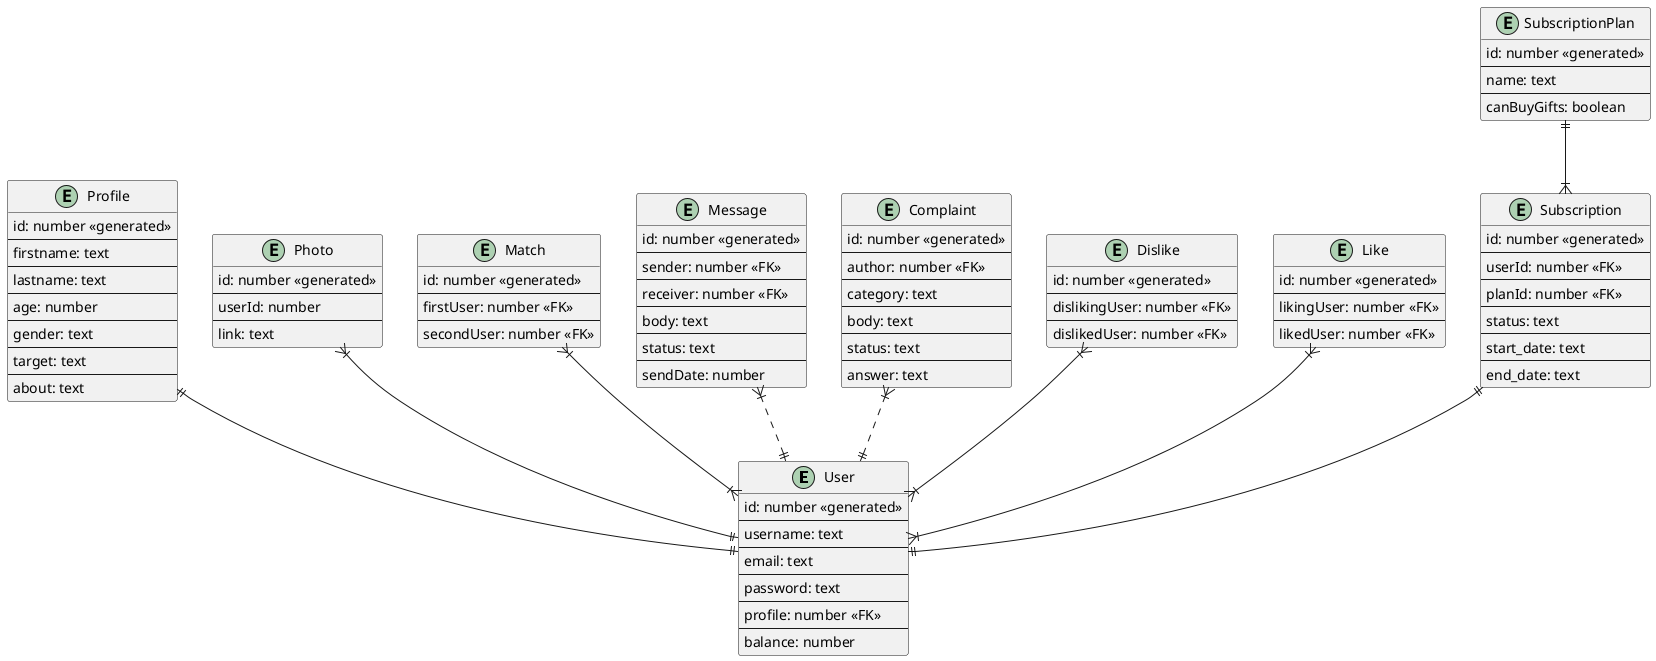 E SubscriptionPlan
id: number «generated»
name: text
canBuyGifts: boolean
E Profile
id: number «generated»
firstname: text
lastname: text
age: number
gender: text
target: text
about: text
E Photo
id: number «generated»
userId: number
link: text
E Match
id: number «generated»
firstUser: number «FK»
secondUser: number «FK»
E Message
id: number «generated»
sender: number «FK»
receiver: number «FK»
body: text
status: text
sendDate: number
E Complaint
id: number «generated»
author: number «FK»
category: text
body: text
status: text
answer: text
E Dislike
id: number «generated»
dislikingUser: number «FK»
dislikedUser: number «FK»
E Like
id: number «generated»
likingUser: number «FK»
likedUser: number «FK»
E Subscription
id: number «generated»
userId: number «FK»
planId: number «FK»
status: text
start_date: text
end_date: text
E User
id: number «generated»
username: text
email: text
password: text
profile: number «FK»
balance: number